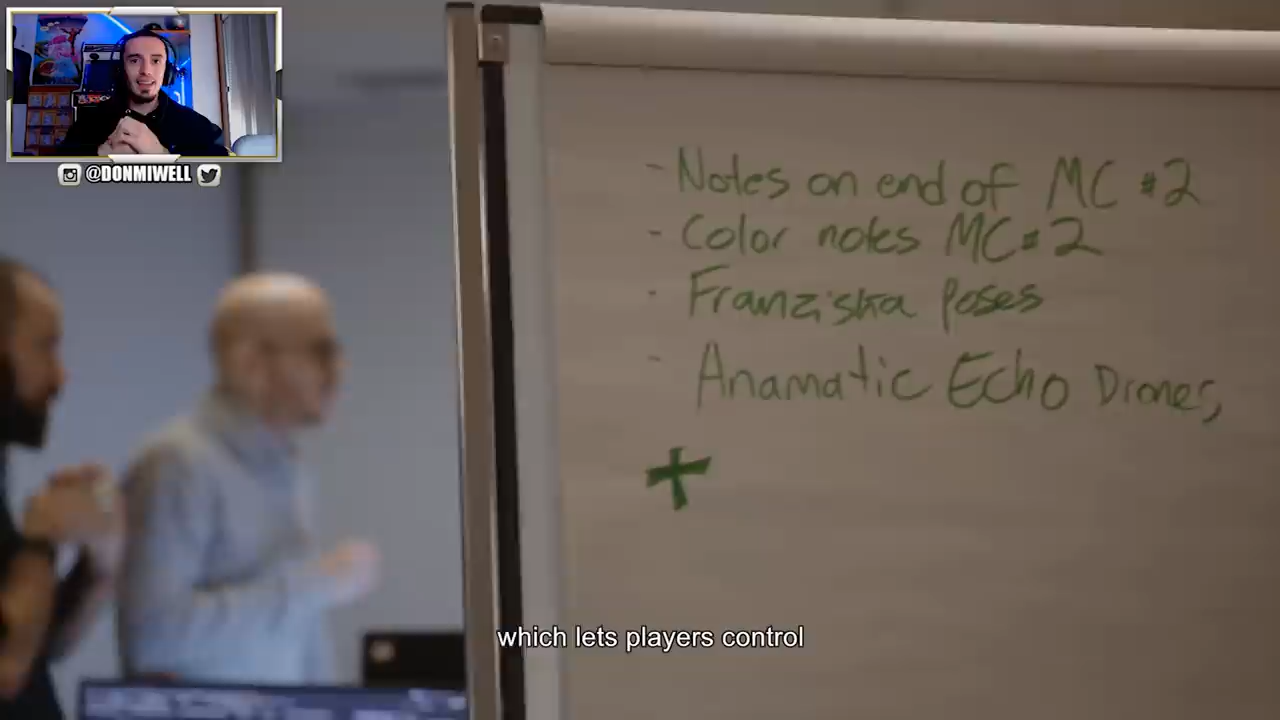 @DONMIWELL
- Notes on end of MC #2
- Color notes MC#2
- Franziska poses
- Anamatic Echo Drones,
+
which lets players control